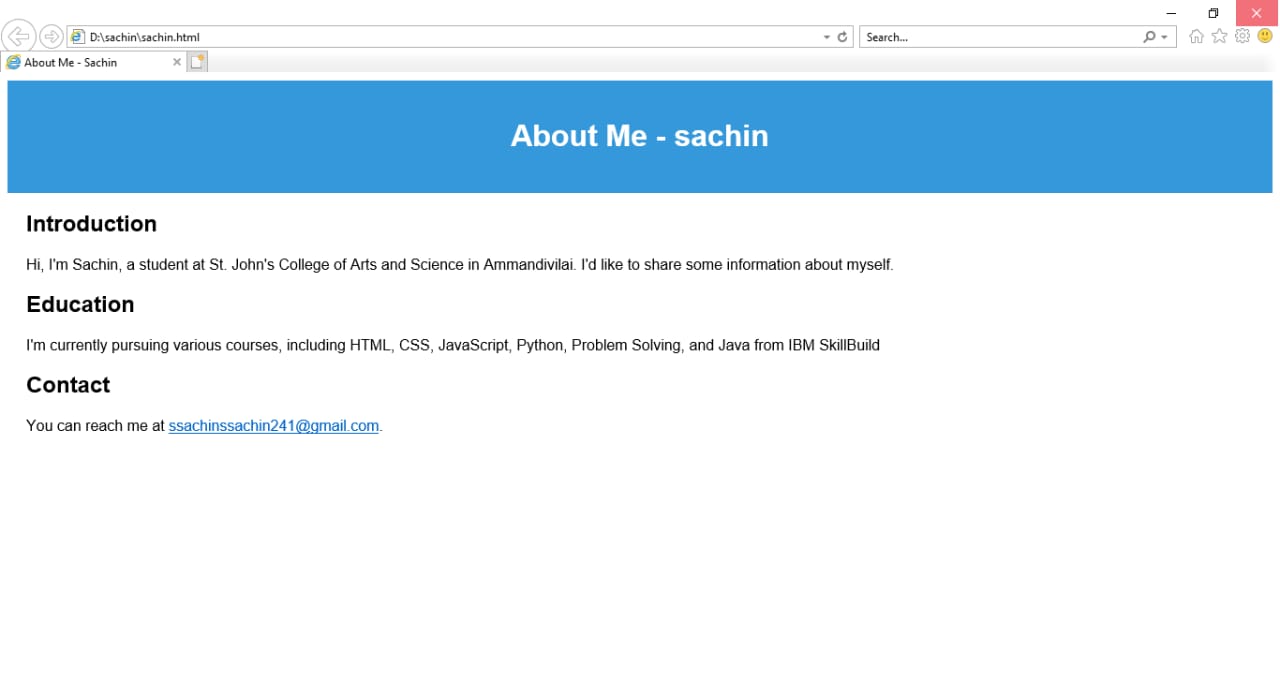 D:\sachin\sachin.html
Search...
About Me - Sachin
About Me - sachin
Introduction
Hi, I'm Sachin, a student at St. John's College of Arts and Science in Ammandivilai. I'd like to share some information about myself.
Education
I'm currently pursuing various courses, including HTML, CSS, JavaScript, Python, Problem Solving, and Java from IBM SkillBuild
Contact
You can reach me at ssachinssachin241@gmail.com.